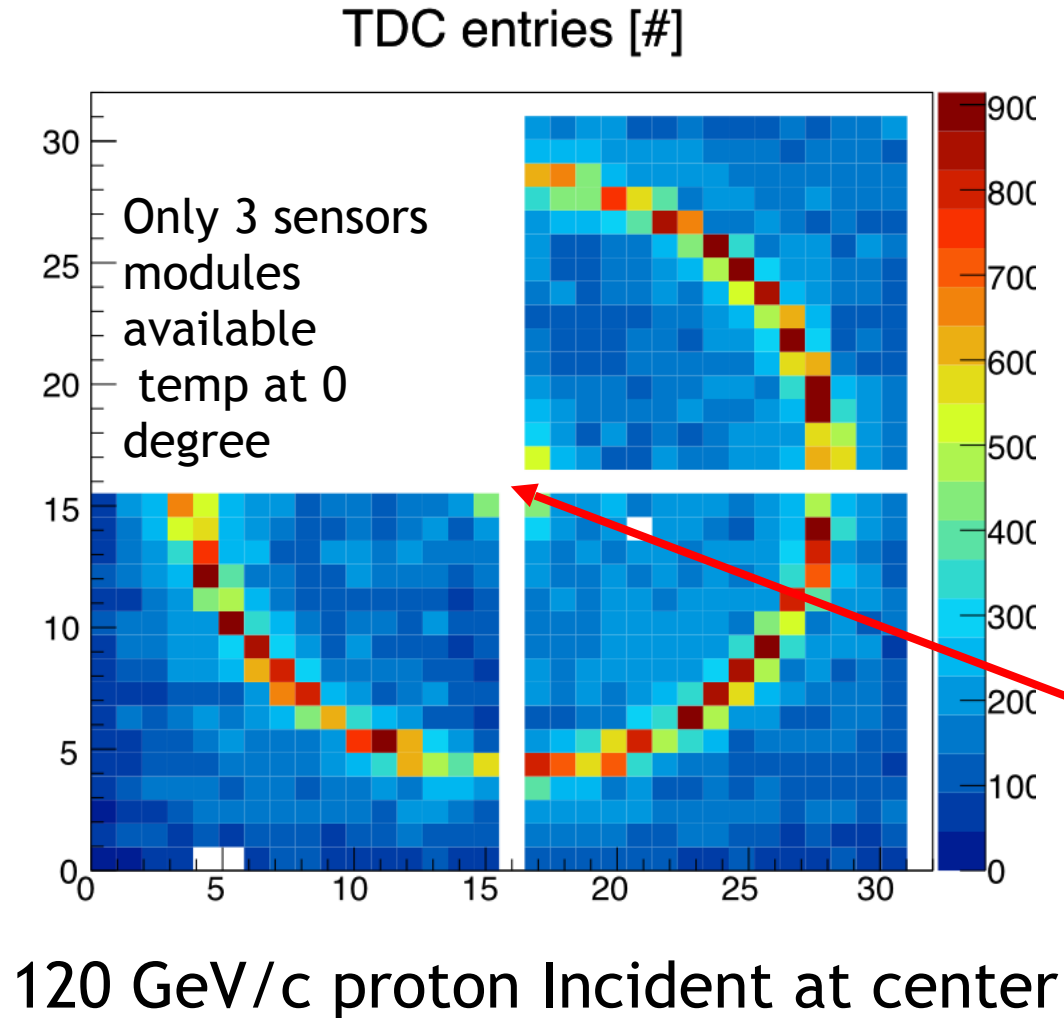 TDC entries [#]
30
25
20
15
10
5
0
Only 3 sensors
modules
available
temp at 0
degree
0 5 10 15 20 25 30
900
800
700
600
500
400
300
200
100
0
120 GeV/c proton Incident at center